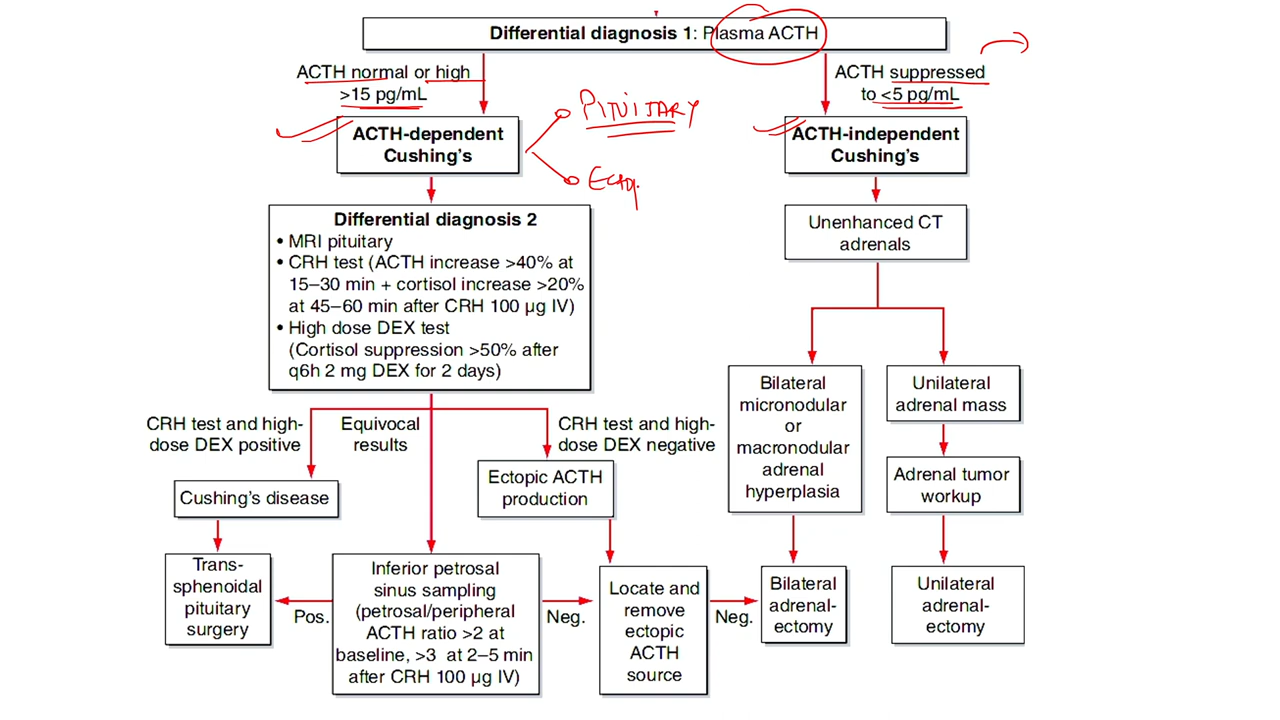 Differential diagnosis 1: Plasma ACTH
ACTH normal or high
>15 pg/mL
ACTH suppressed
to <5 pg/mL
PITUITARY
ACTH-dependent
Cushing's
ACTH-independent
Cushing's
Differential diagnosis 2
• MRI pituitary
• CRH test (ACTH increase >40% at
15–30 min + cortisol increase >20%
at 45–60 min after CRH 100 µg IV)
• High dose DEX test
(Cortisol suppression >50% after
q6h 2 mg DEX for 2 days)
Unenhanced CT
adrenals
Bilateral
micronodular
or
macronodular
adrenal
hyperplasia
Unilateral
adrenal mass
Adrenal tumor
workup
CRH test and high-
dose DEX positive
Equivocal
results
CRH test and high-
dose DEX negative
Cushing's disease
Ectopic ACTH
production
Trans-
sphenoidal
pituitary
surgery
Pos.
Inferior petrosal
sinus sampling
(petrosal/peripheral
ACTH ratio >2 at
baseline, >3 at 2–5 min
after CRH 100 µg IV)
Neg.
Locate and
remove
ectopic
ACTH
source
Neg.
Bilateral
adrenal-
ectomy
Unilateral
adrenal-
ectomy